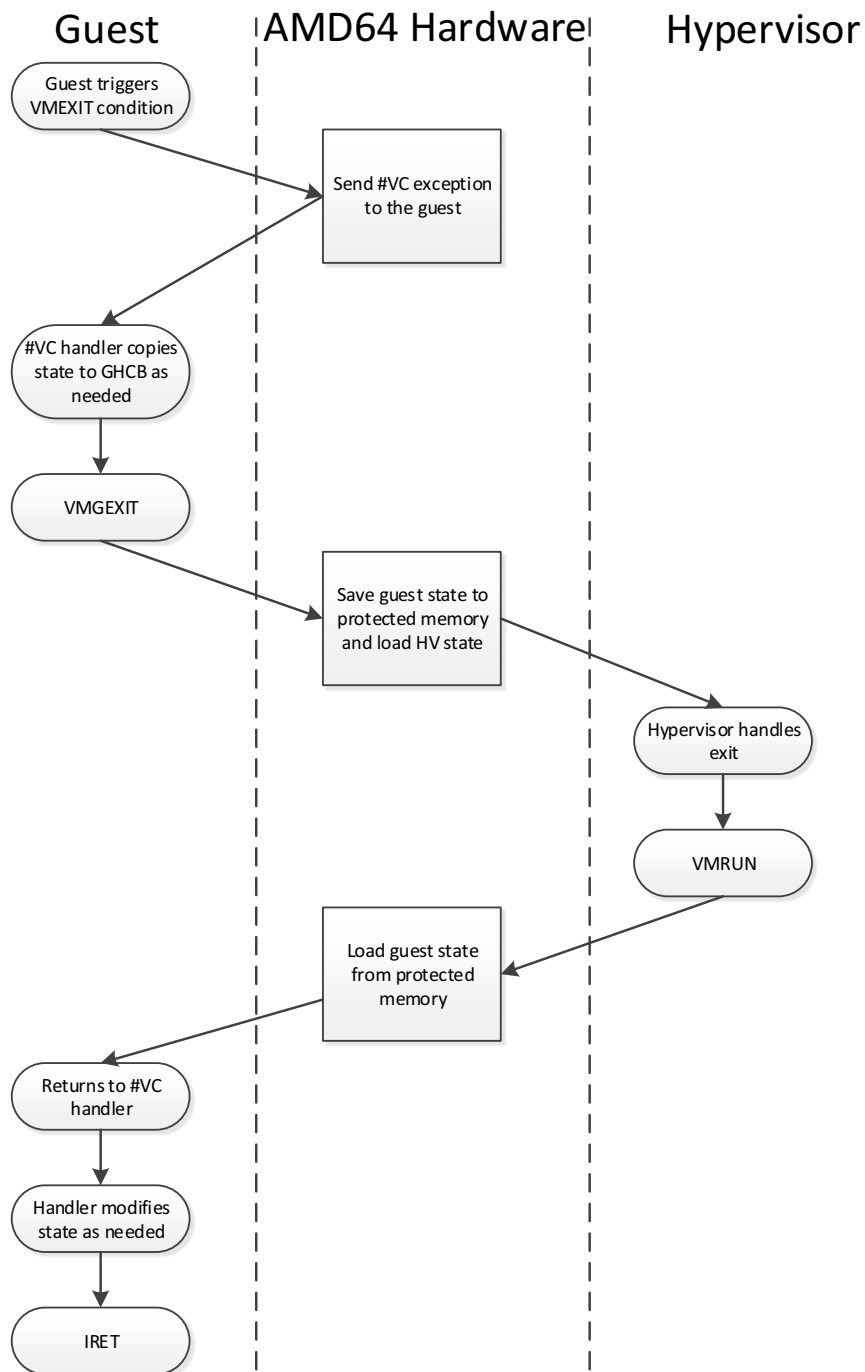 Guest
AMD64 Hardware
Hypervisor
Guest triggers
VMEXIT condition
Send #VC exception
to the guest
#VC handler copies
state to GHCB as
needed
VMGEXIT
Save guest state to
protected memory
and load HV state
Hypervisor handles
exit
VMRUN
Load guest state
from protected
memory
Returns to #VC
handler
Handler modifies
state as needed
IRET